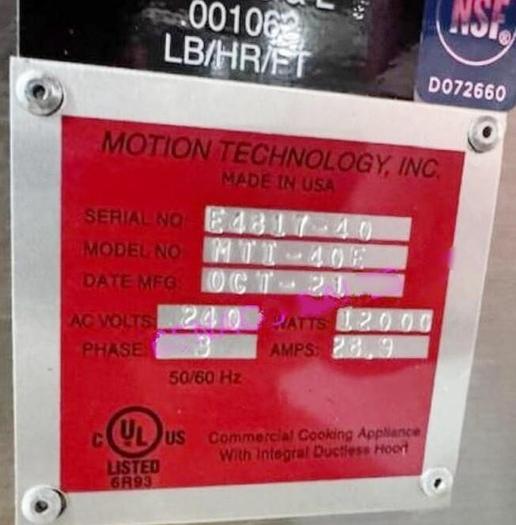 .001062
LB/HR/FT
NSF®
D072660
MOTION TECHNOLOGY, INC.
MADE IN USA
SERIAL NO E4817-40
MODEL NO MTI-40E
DATE MFG: OCT-21
AC VOLTS: 240 WATTS: 12000
PHASE: 3 AMPS: 28.9
50/60 Hz
C UL US
LISTED
6R93
Commercial Cooking Appliance
With Integral Ductless Hood